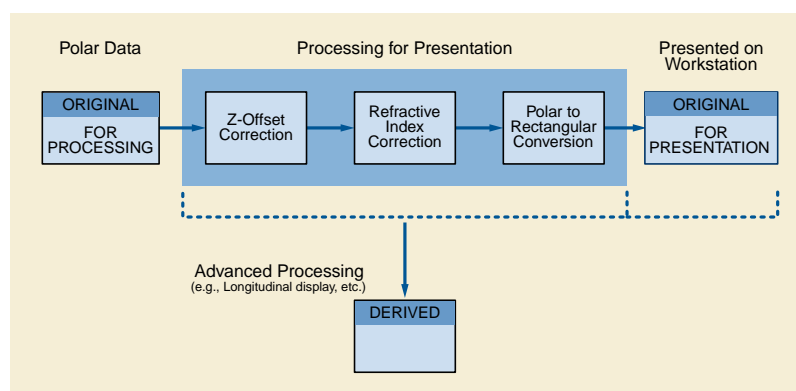 Polar Data
Processing for Presentation
Presented on
Workstation
ORIGINAL
FOR
PROCESSING
Z-Offset
Correction
Refractive
Index
Correction
Polar to
Rectangular
Conversion
ORIGINAL
FOR
PRESENTATION
Advanced Processing
(e.g., Longitudinal display, etc.)
DERIVED